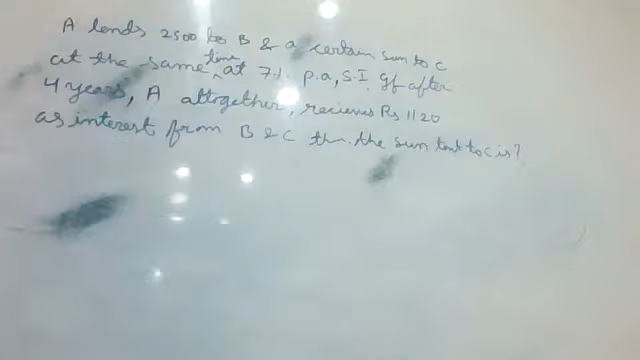 A lends 2500 to B & a certain sum to C
at the same time at 7% p.a, S.I. If after
4 years, A altogether, recieves Rs 1120
as interest from B & C the the sum lent to C is?